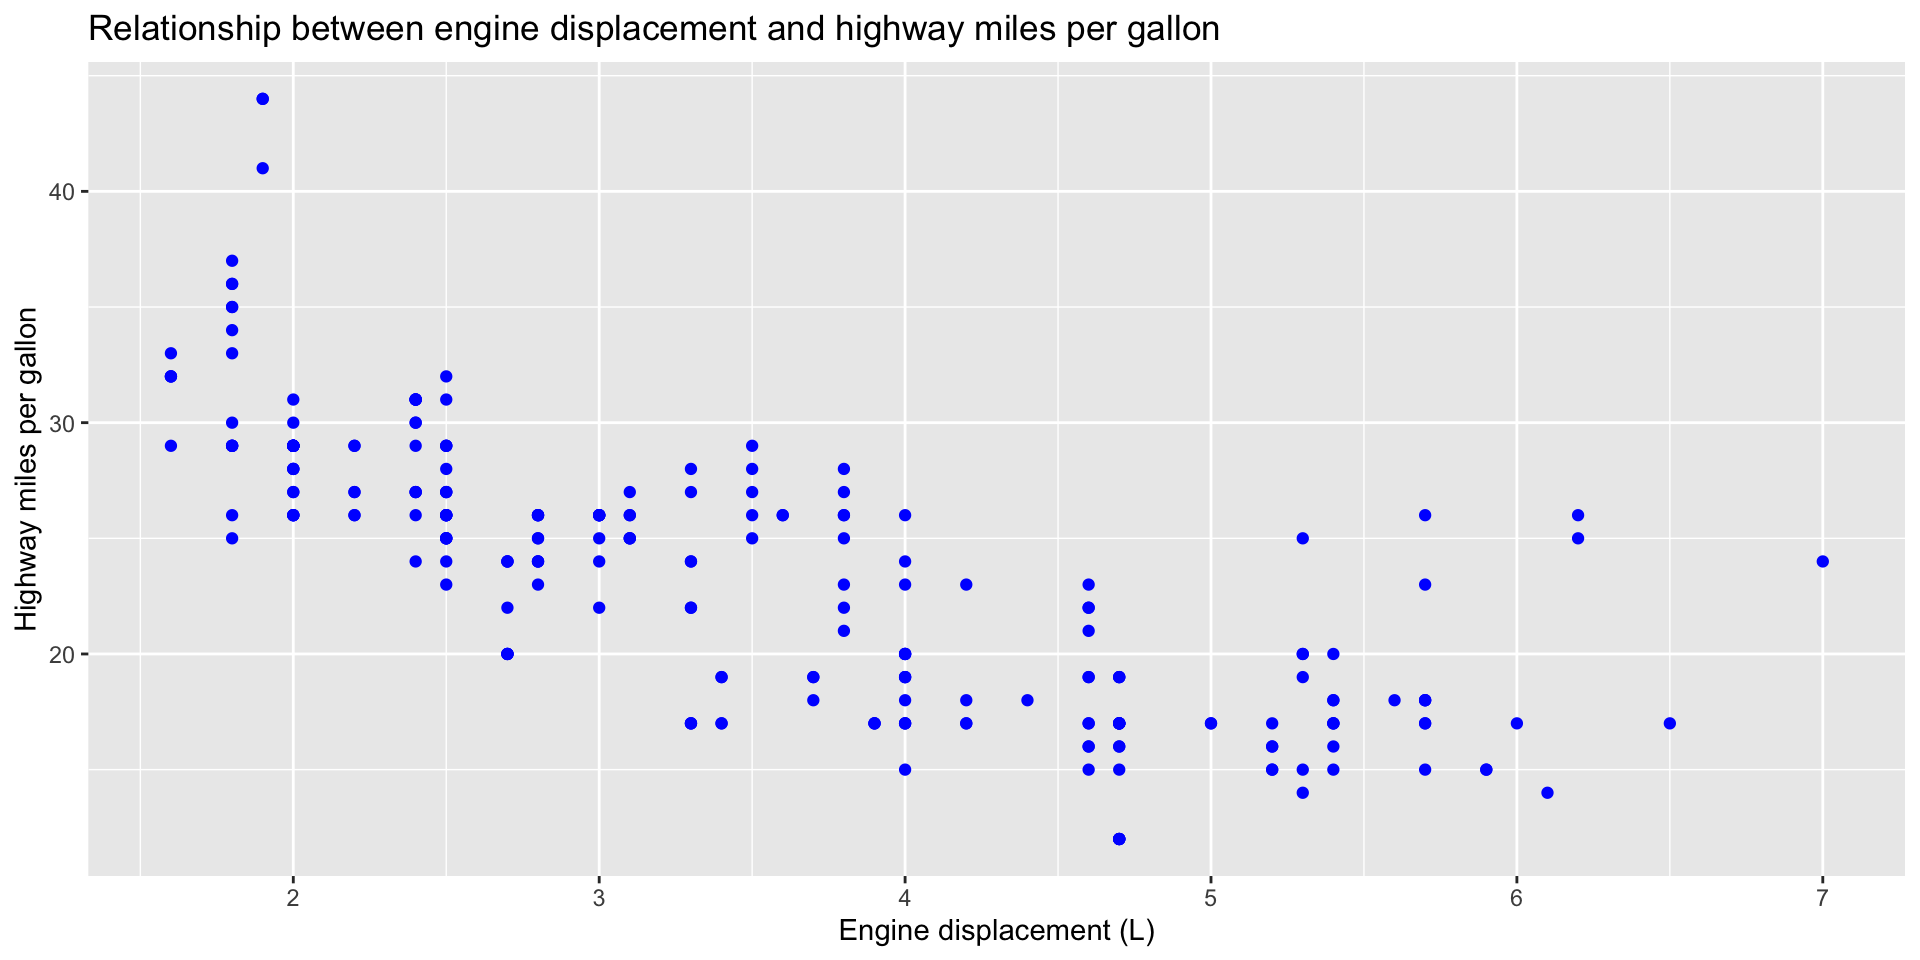 Relationship between engine displacement and highway miles per gallon
Highway miles per gallon
40
30
20
2 3 4 5 6 7
Engine displacement (L)